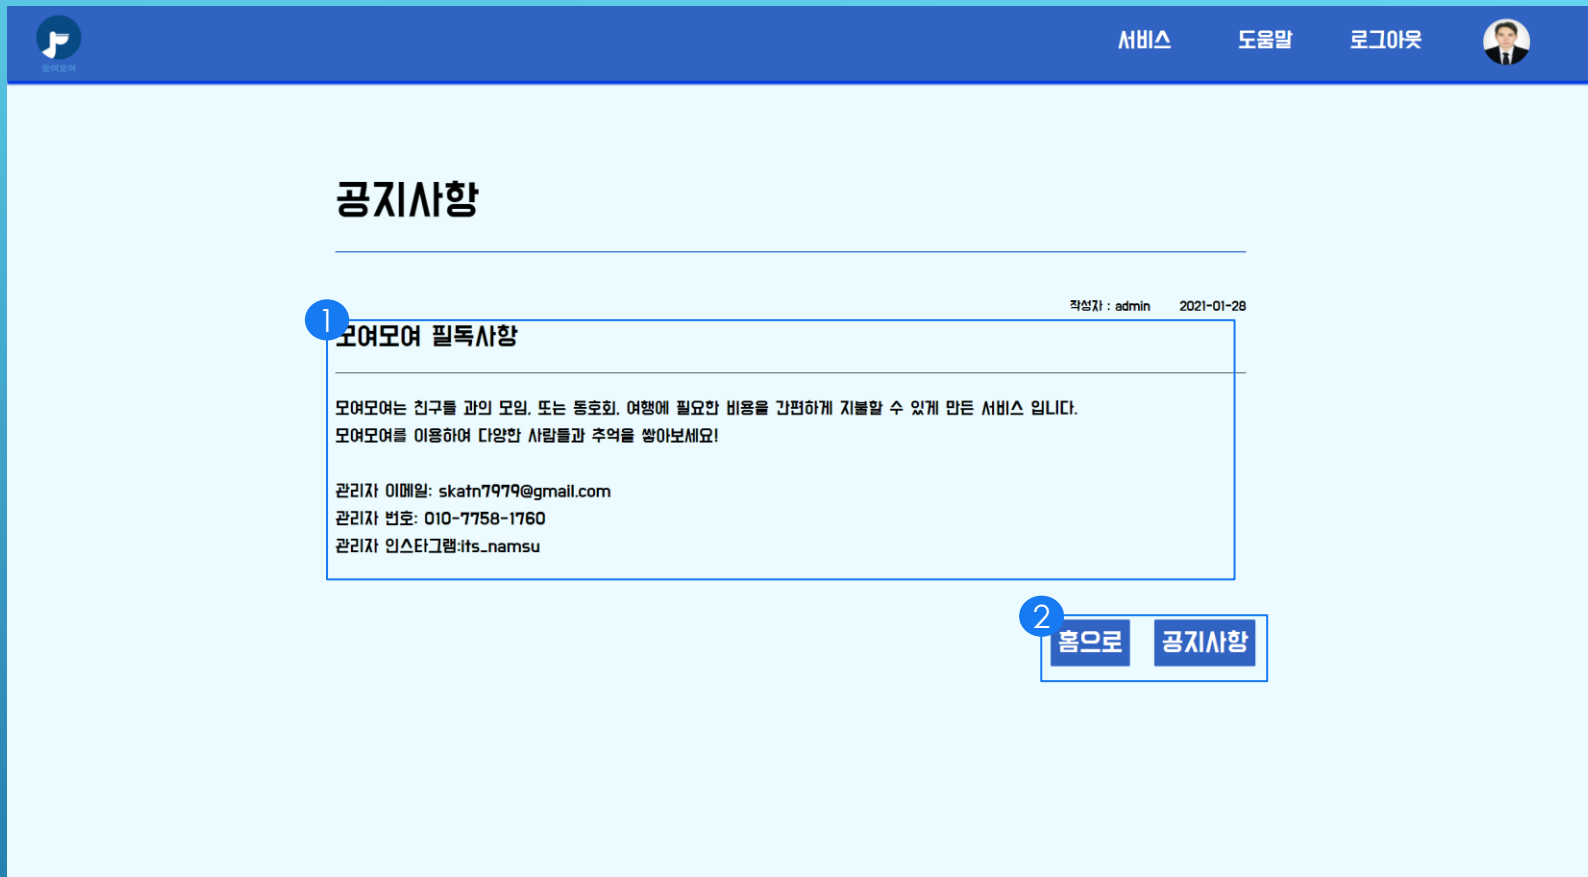 모여모여
서비스 도움말 로그아웃
공지사항
작성자 : admin 2021-01-28
1
모여모여 필독사항
모여모여는 친구들 과의 모임, 또는 동호회, 여행에 필요한 비용을 간편하게 지불할 수 있게 만든 서비스 입니다.
모여모여를 이용하여 다양한 사람들과 추억을 쌓아보세요!
관리자 이메일: skatn7979@gmail.com
관리자 번호: 010-7758-1760
관리자 인스타그램:its_namsu
2
홈으로 공지사항